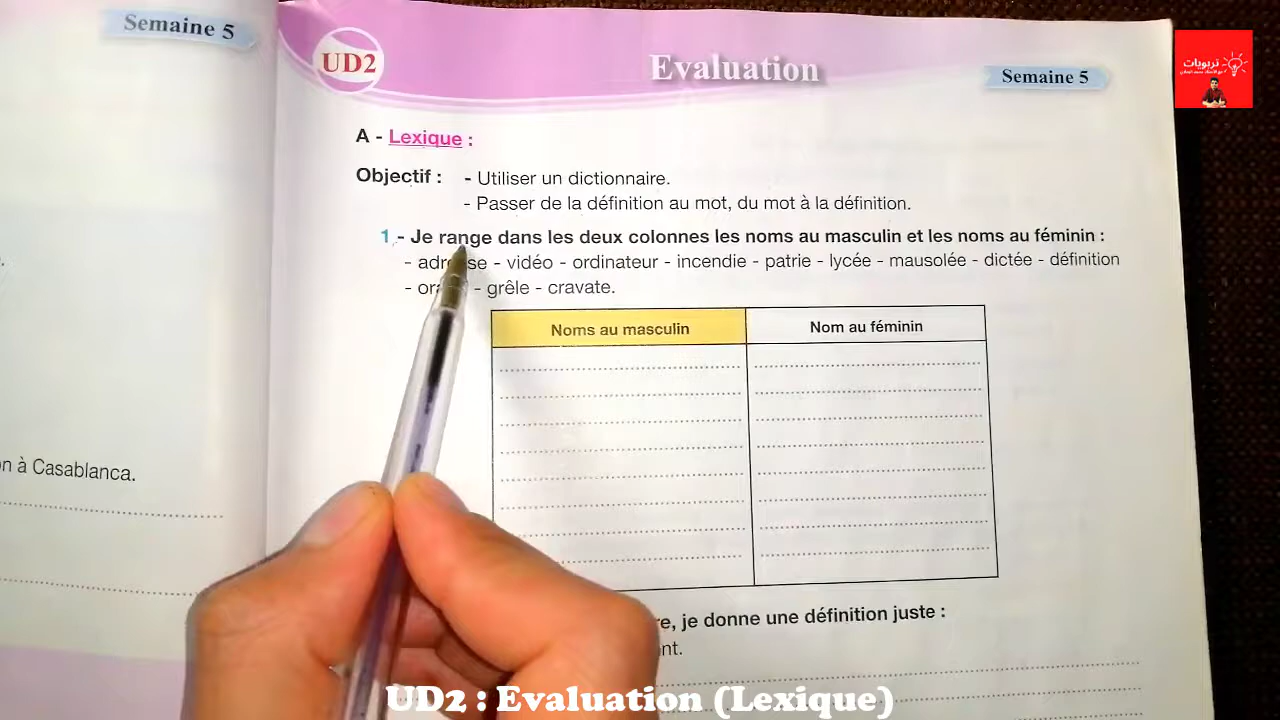 Semaine 5
UD2
Evaluation
Semaine 5
تربويات
A - Lexique :
Objectif : - Utiliser un dictionnaire.
- Passer de la définition au mot, du mot à la définition.
1 - Je range dans les deux colonnes les noms au masculin et les noms au féminin :
- vidéo - ordinateur - incendie - patrie - lycée - mausolée - dictée - définition
- grêle - cravate.
Noms au masculin
Nom au féminin
n à Casablanca.
je donne une définition juste :
UD2 : Evaluation (Lexique)